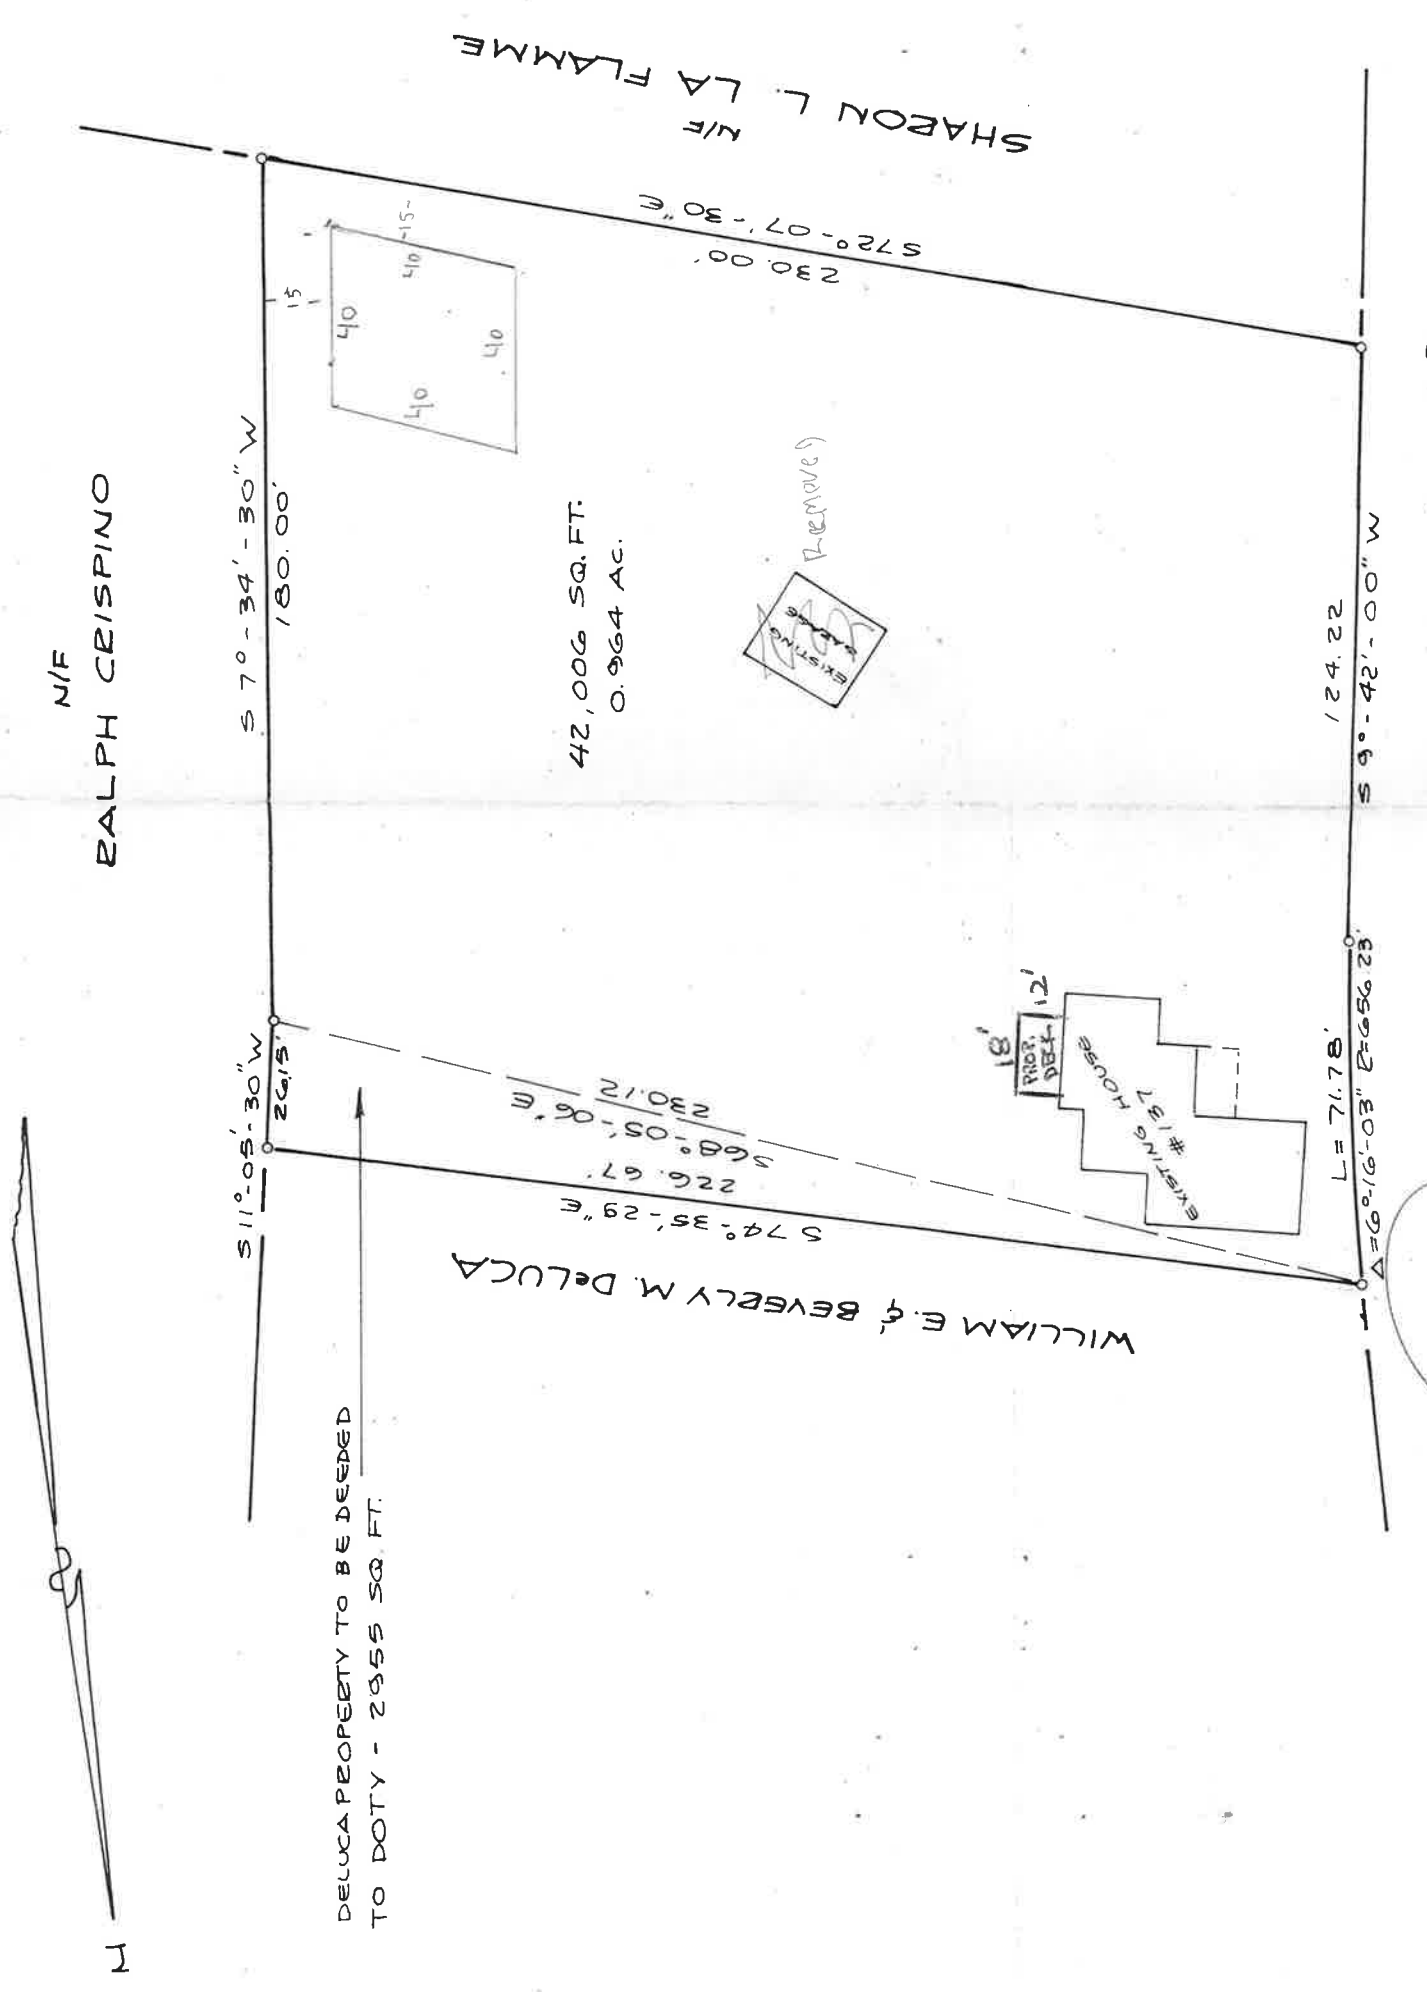 N/F
RALPH CRISPINO
S 7°-34'-30" W
180.00'
S 11°-05'-30" W
26.15'
N/F
SHARON L. LA FLAMME
S72°-07'-30"E
230.00'
15
-15-
40
40
40
40
42,006 SQ.FT.
0.964 AC.
EXISTING
GARAGE
Removed
124.22
S 9°-42'-00" W
L = 71.78'
Δ=6°-16'-03" R=656.23'
18'
12'
PROP.
DECK
EXISTING HOUSE
#137
230.12
S68°-05'-06"E
226.67'
S 74°-35'-29"E
WILLIAM E. & BEVERLY M. DeLUCA
DELUCA PROPERTY TO BE DEEDED
TO DOTY - 2955 SQ. FT.
N